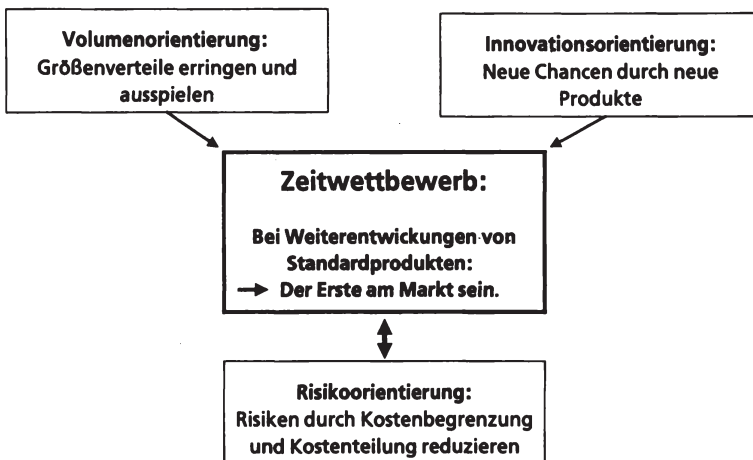 Volumenorientierung:
Größenverteile erringen und
ausspielen
Innovationsorientierung:
Neue Chancen durch neue
Produkte
Zeitwettbewerb:
Bei Weiterentwickungen von
Standardprodukten:
→ Der Erste am Markt sein.
Risikoorientierung:
Risiken durch Kostenbegrenzung
und Kostenteilung reduzieren